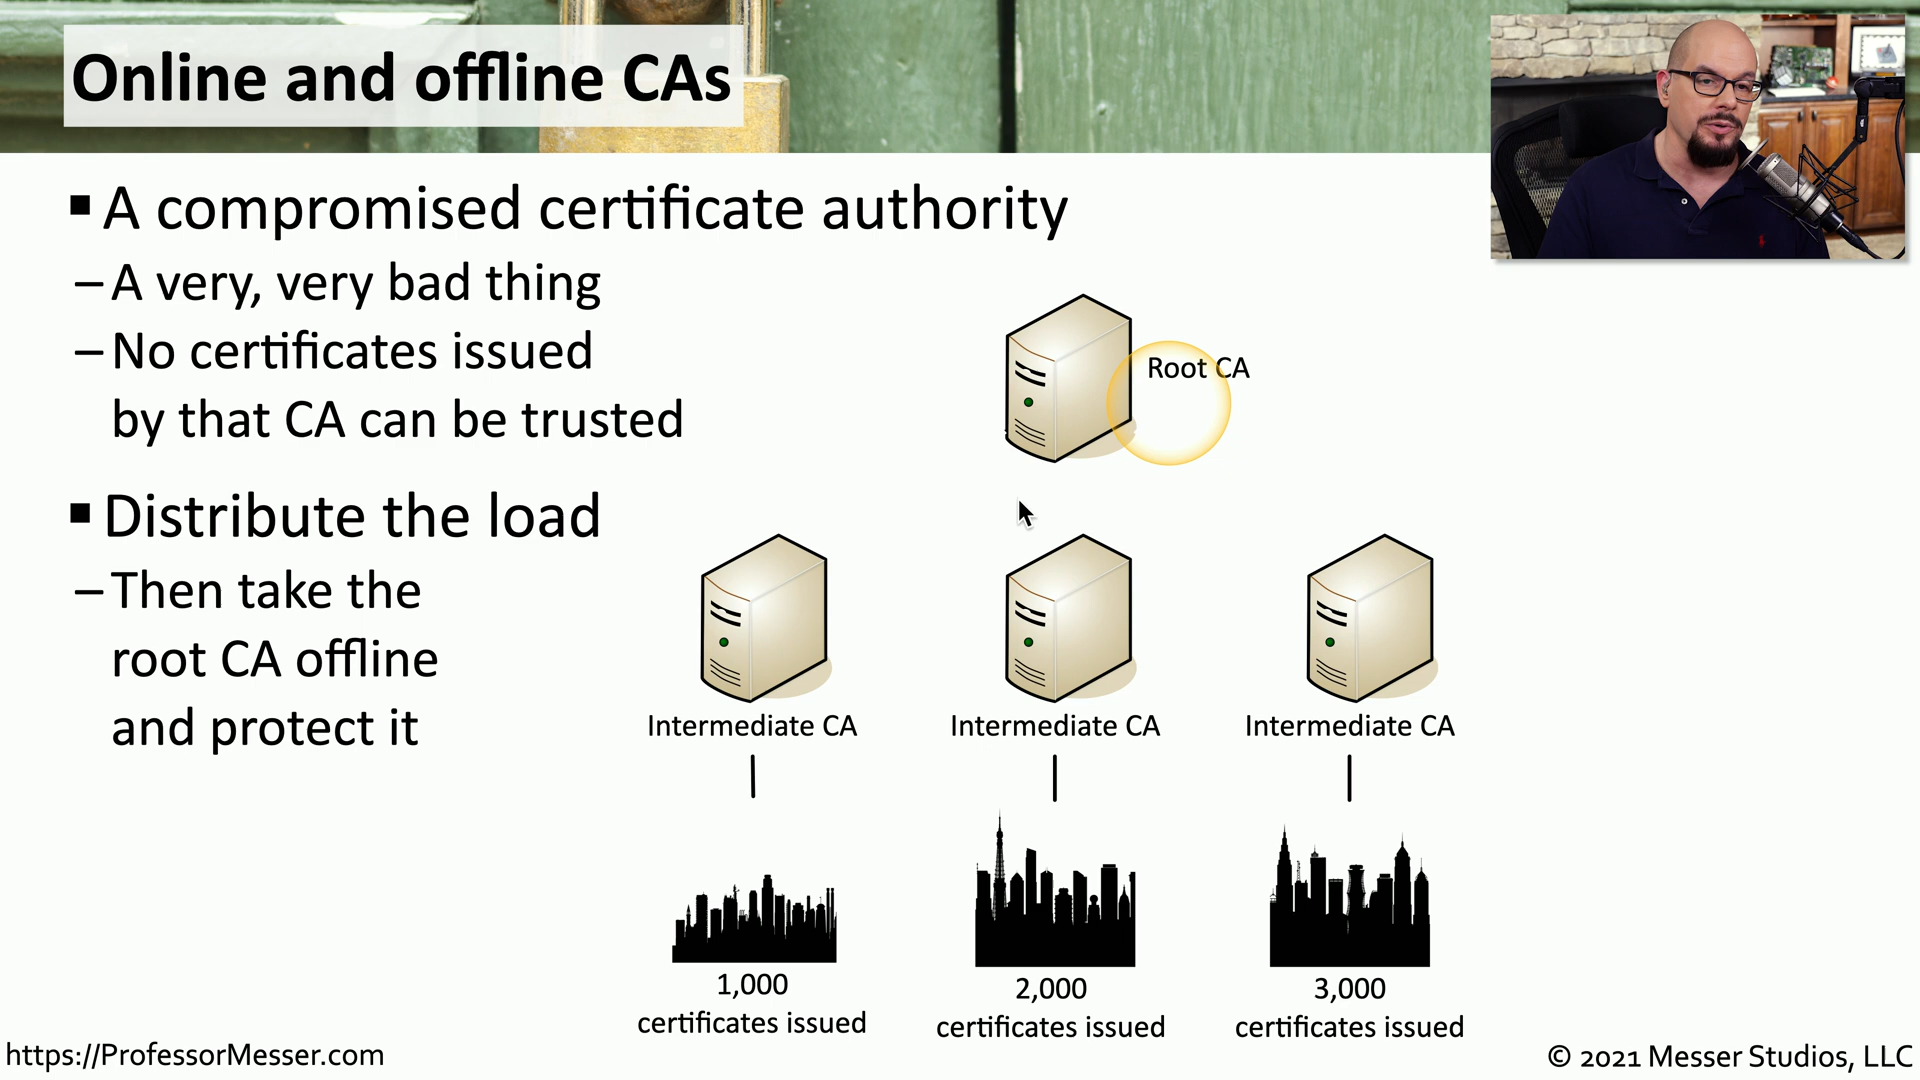 Online and offline CAs
▪ A compromised certificate authority
– A very, very bad thing
– No certificates issued
by that CA can be trusted
▪ Distribute the load
– Then take the
root CA offline
and protect it
Root CA
Intermediate CA
Intermediate CA
Intermediate CA
1,000
certificates issued
2,000
certificates issued
3,000
certificates issued
https://ProfessorMesser.com
© 2021 Messer Studios, LLC